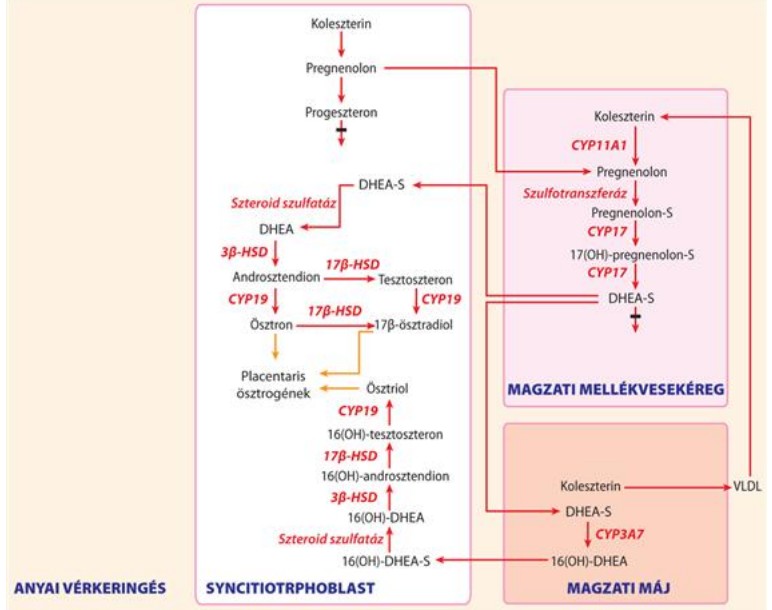 Koleszterin
Pregnenolon
Progeszteron
DHEA-S
Szteroid szulfatáz
DHEA
3β-HSD
17β-HSD
Androsztendion
Tesztoszteron
CYP19
CYP19
17β-HSD
Ösztron
17β-ösztradiol
Placentaris
ösztrogének
Ösztriol
CYP19
16(OH)-tesztoszteron
17β-HSD
16(OH)-androsztendion
3β-HSD
16(OH)-DHEA
Szteroid szulfatáz
16(OH)-DHEA-S
Koleszterin
CYP11A1
Pregnenolon
Szulfotranszferáz
Pregnenolon-S
CYP17
17(OH)-pregnenolon-S
CYP17
DHEA-S
MAGZATI MELLÉKVESEKÉREG
Koleszterin
VLDL
DHEA-S
CYP3A7
16(OH)-DHEA
ANYAI VÉRKERINGÉS
SYNCITIOTRPHOBLAST
MAGZATI MÁJ